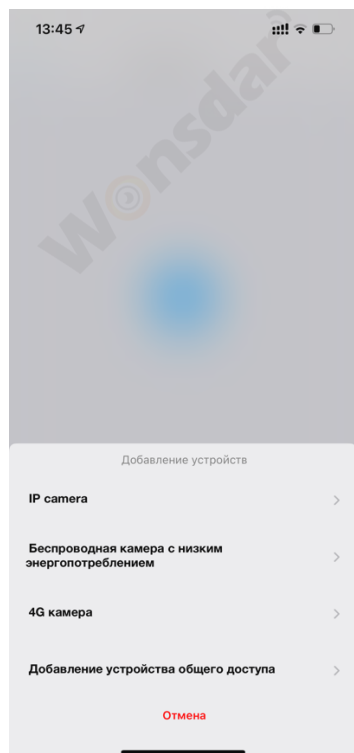 13:45
Wonsdar
Добавление устройств
IP camera
Беспроводная камера с низким
энергопотреблением
4G камера
Добавление устройства общего доступа
Отмена